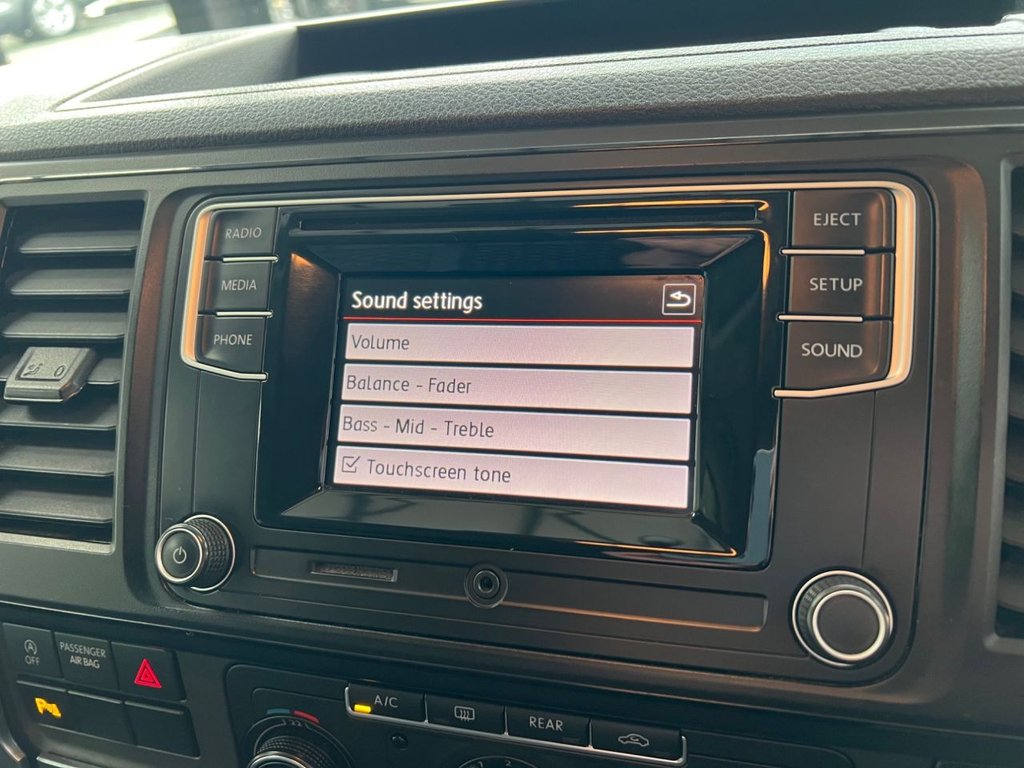 RADIO
MEDIA
PHONE
Sound settings
Volume
Balance - Fader
Bass - Mid - Treble
Touchscreen tone
EJECT
SETUP
SOUND
0
A
OFF
PASSENGER
AIR BAG
A/C
REAR